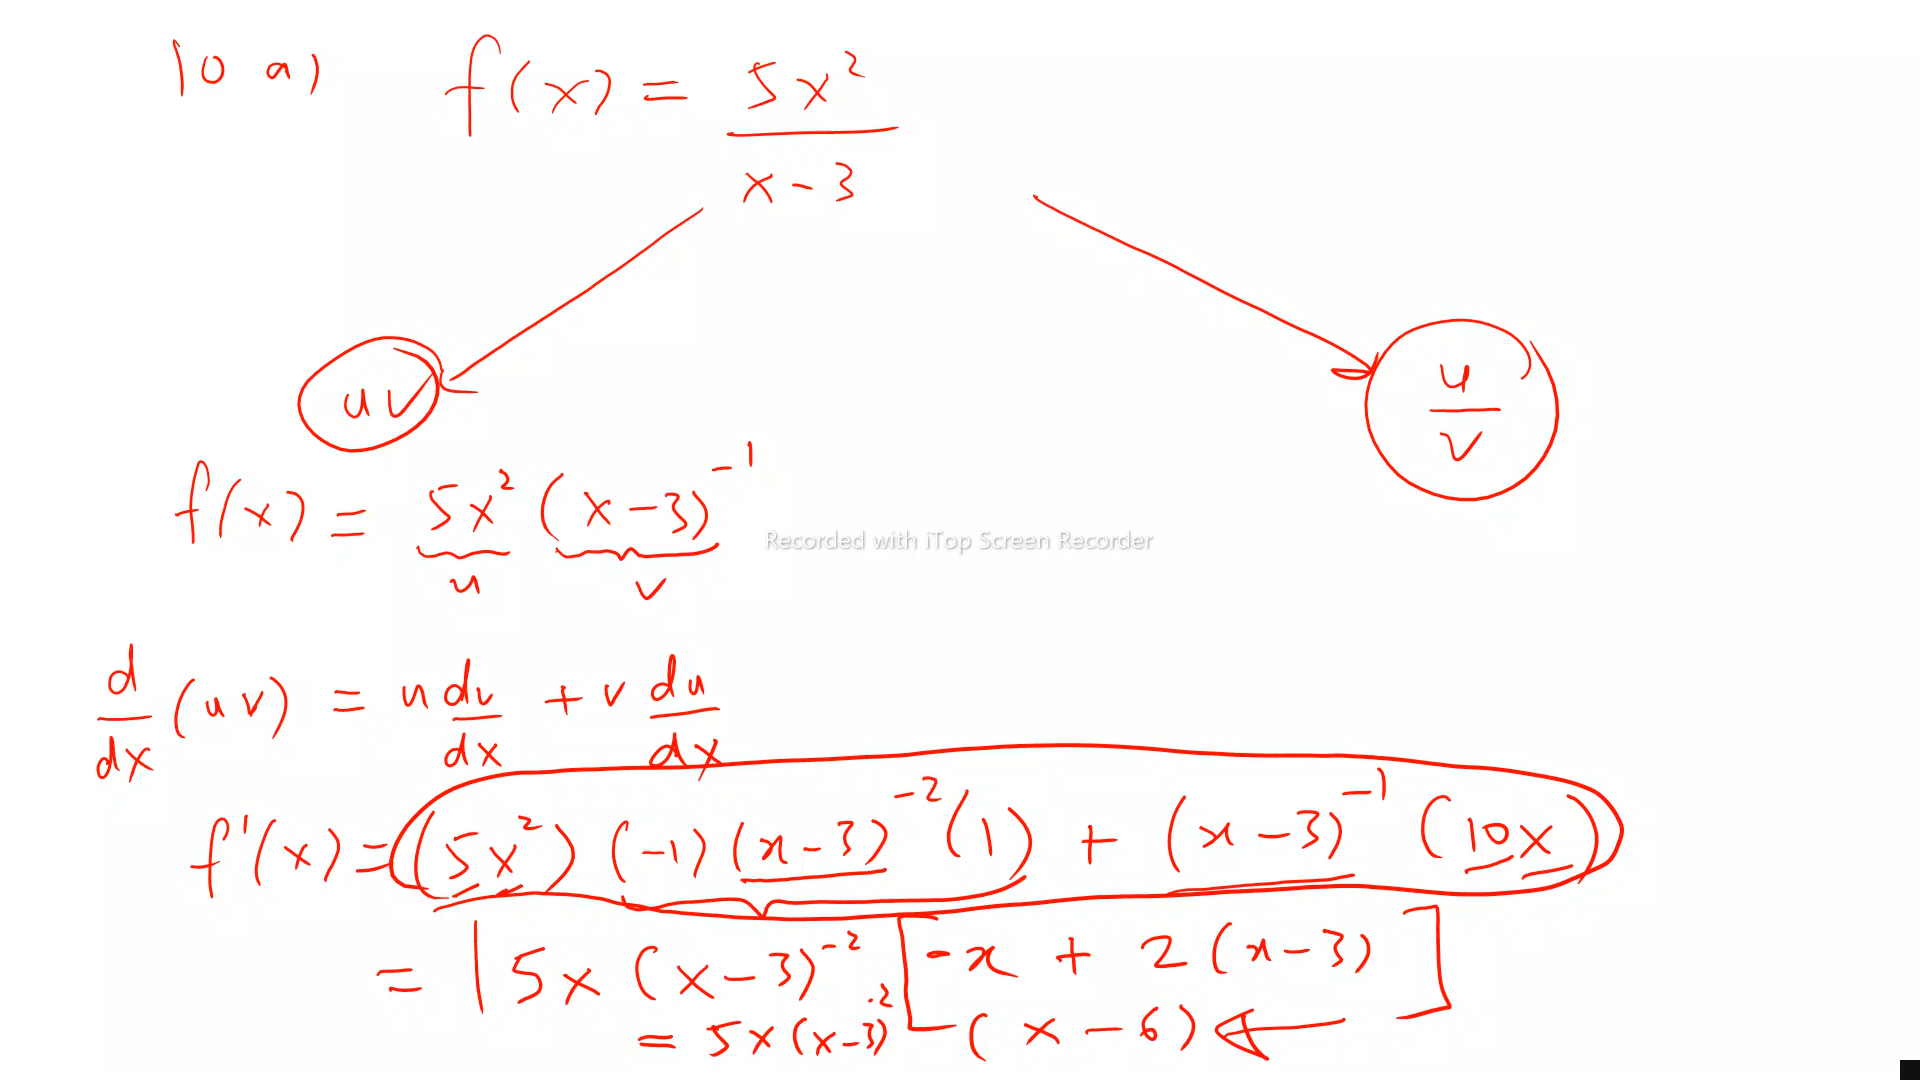 10 a) f(x) = 5x² / x - 3
uv
u / v
f(x) = 5x² (x - 3)⁻¹
u v
Recorded with iTop Screen Recorder
d/dx (uv) = u dv/dx + v du/dx
f'(x) = (5x²) (-1) (x - 3)⁻² (1) + (x - 3)⁻¹ (10x)
= 5x (x - 3)⁻² [-x + 2 (x - 3)]
= 5x (x - 3)⁻² (x - 6)